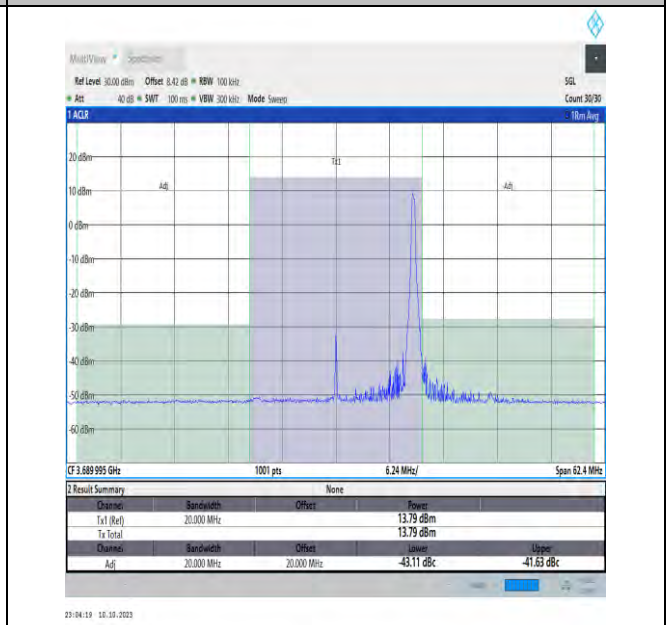 MultiView Spectrum
Ref Level 30.00 dBm Offset 8.42 dB RBW 100 kHz SGL
Att 40 dB SWT 100 ms VBW 300 kHz Mode Sweep Count 30/30
1 ACLR 1Rm Avg
20 dBm
Tx1
Adj Adj
10 dBm
0 dBm
-10 dBm
-20 dBm
-30 dBm
-40 dBm
-50 dBm
-60 dBm
CF 3.689 995 GHz 1001 pts 6.24 MHz/ Span 62.4 MHz
2 Result Summary None
Channel Bandwidth Offset Power
Tx1 (Ref) 20.000 MHz 13.79 dBm
Tx Total 13.79 dBm
Channel Bandwidth Offset Lower Upper
Adj 20.000 MHz 20.000 MHz -43.11 dBc -41.63 dBc
23:04:19 10.10.2023